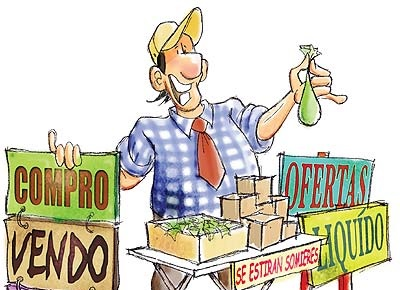 COMPRO
VENDO
OFERTAS
LIQUÍDO
SE ESTIRAN SOMIERES